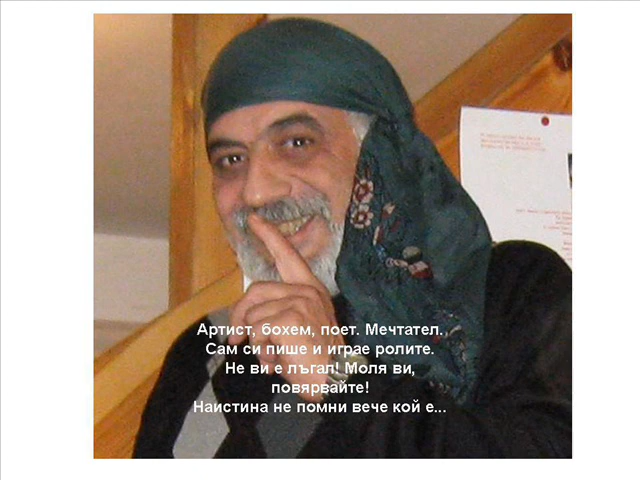 Артист, бохем, поет. Мечтател..
Сам си пише и играе ролите.
Не ви е лъгал! Моля ви,
повярвайте!
Наистина не помни вече кой е...